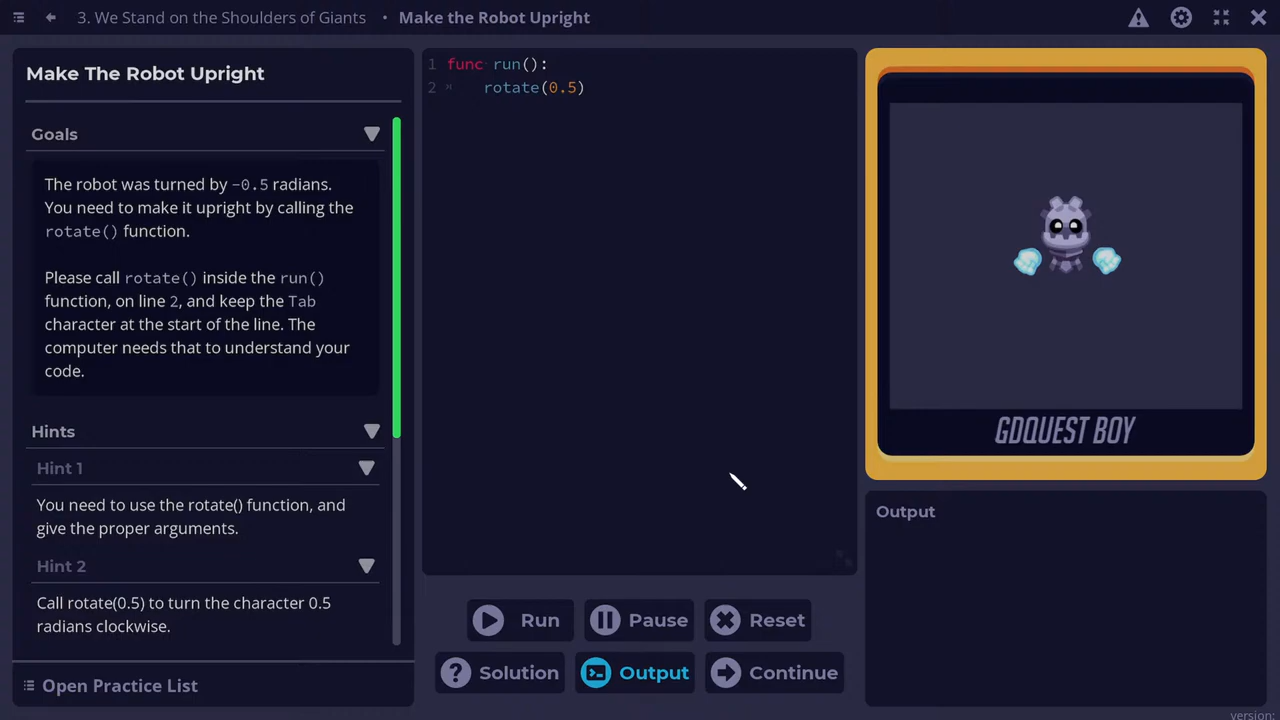 3. We Stand on the Shoulders of Giants • Make the Robot Upright
Make The Robot Upright
Goals
The robot was turned by -0.5 radians.
You need to make it upright by calling the
rotate() function.
Please call rotate() inside the run()
function, on line 2, and keep the Tab
character at the start of the line. The
computer needs that to understand your
code.
Hints
Hint 1
You need to use the rotate() function, and
give the proper arguments.
Hint 2
Call rotate(0.5) to turn the character 0.5
radians clockwise.
Open Practice List
1 func run():
2 » rotate(0.5)
Run
Pause
Reset
? Solution
Output
Continue
GDQUEST BOY
Output
version: